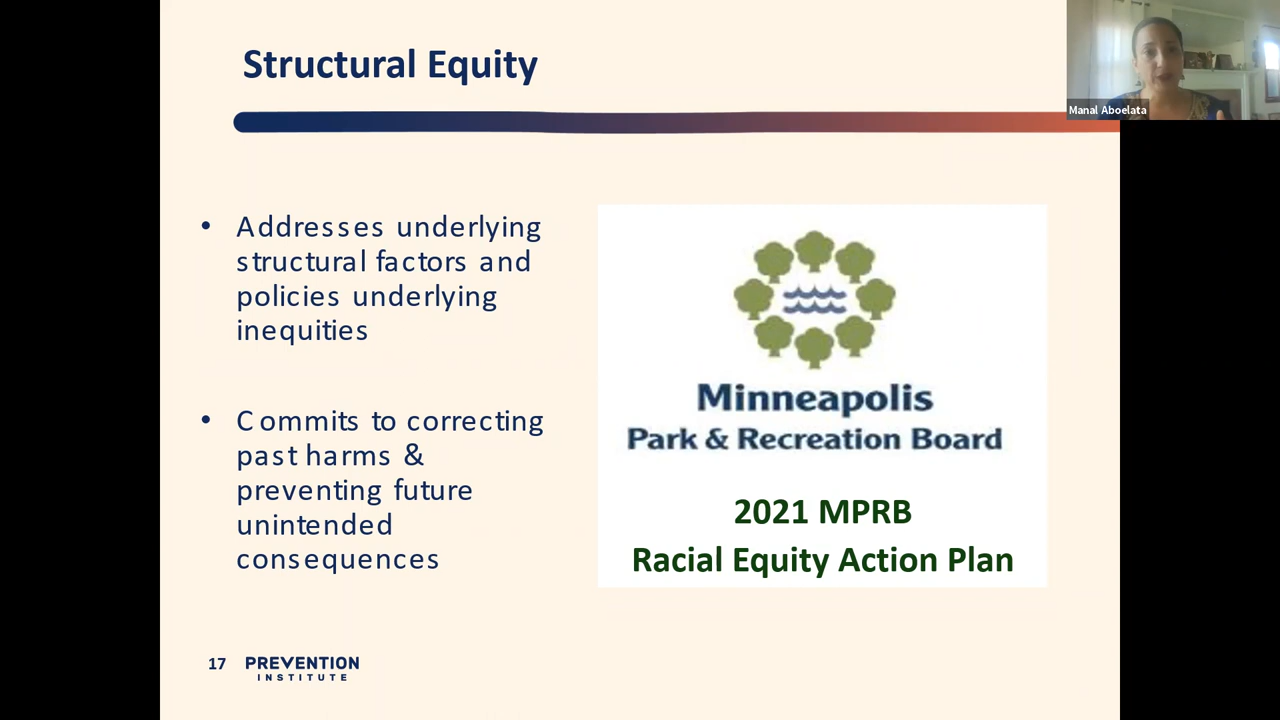 Structural Equity
Manal Aboelata
• Addresses underlying
structural factors and
policies underlying
inequities
• Commits to correcting
past harms &
preventing future
unintended
consequences
Minneapolis
Park & Recreation Board
2021 MPRB
Racial Equity Action Plan
17 PREVENTION
INSTITUTE